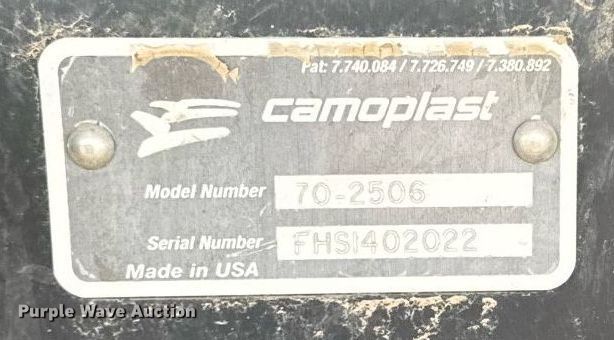 Pat: 7.740.084 / 7.726.749 / 7.380.892
camoplast
Model Number 70-2506
Serial Number FHS1402022
Made in USA
Purple Wave Auction